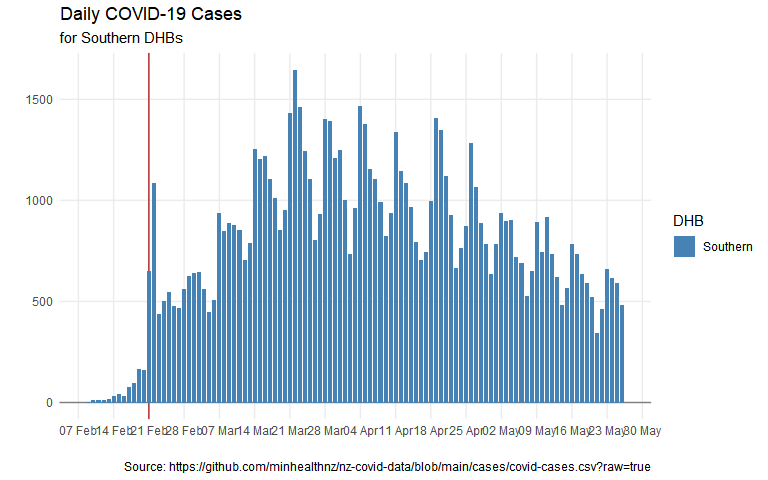 Daily COVID-19 Cases
for Southern DHBs
1500
1000
500
0
07 Feb 14 Feb 21 Feb 28 Feb 07 Mar 14 Mar 21 Mar 28 Mar 04 Apr 11 Apr 18 Apr 25 Apr 02 May 09 May 16 May 23 May 30 May
DHB
Southern
Source: https://github.com/minhealthnz/nz-covid-data/blob/main/cases/covid-cases.csv?raw=true